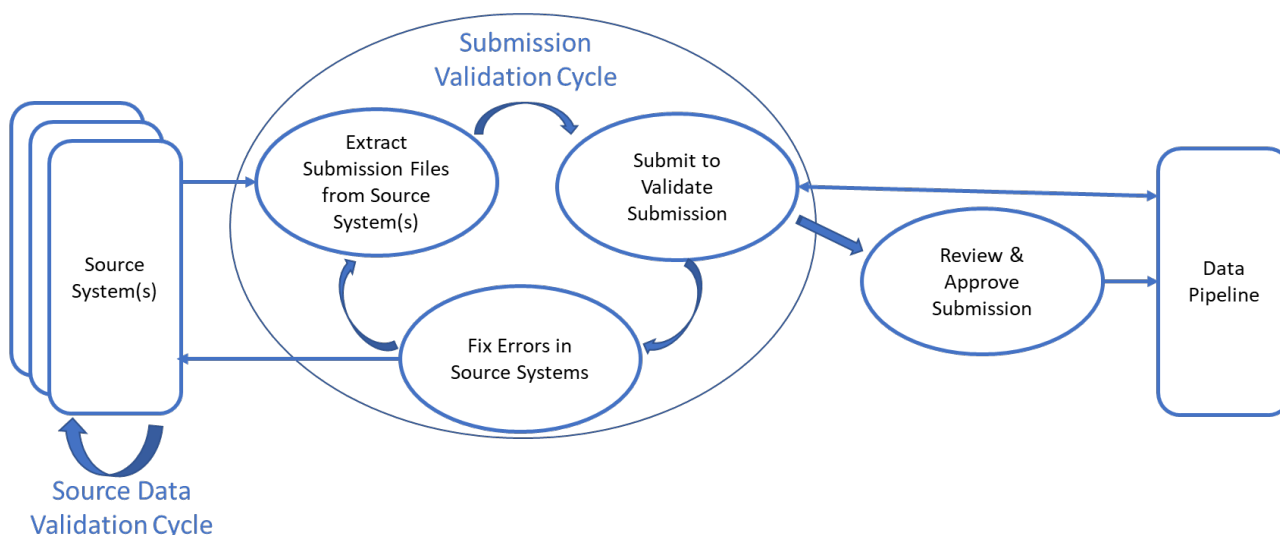 Submission
Validation Cycle
Extract
Submission Files
from Source
System(s)
Submit to
Validate
Submission
Source
System(s)
Review &
Approve
Submission
Data
Pipeline
Fix Errors in
Source Systems
Source Data
Validation Cycle